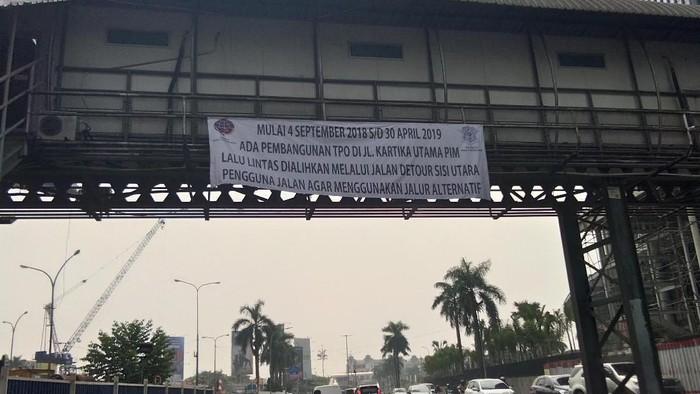 MULAI 4 SEPTEMBER 2018 S/D 30 APRIL 2019
ADA PEMBANGUNAN TPO DI JL. KARTIKA UTAMA PIM
LALU LINTAS DIALIHKAN MELALUI JALAN DETOUR SISI UTARA
PENGGUNA JALAN AGAR MENGGUNAKAN JALUR ALTERNATIF